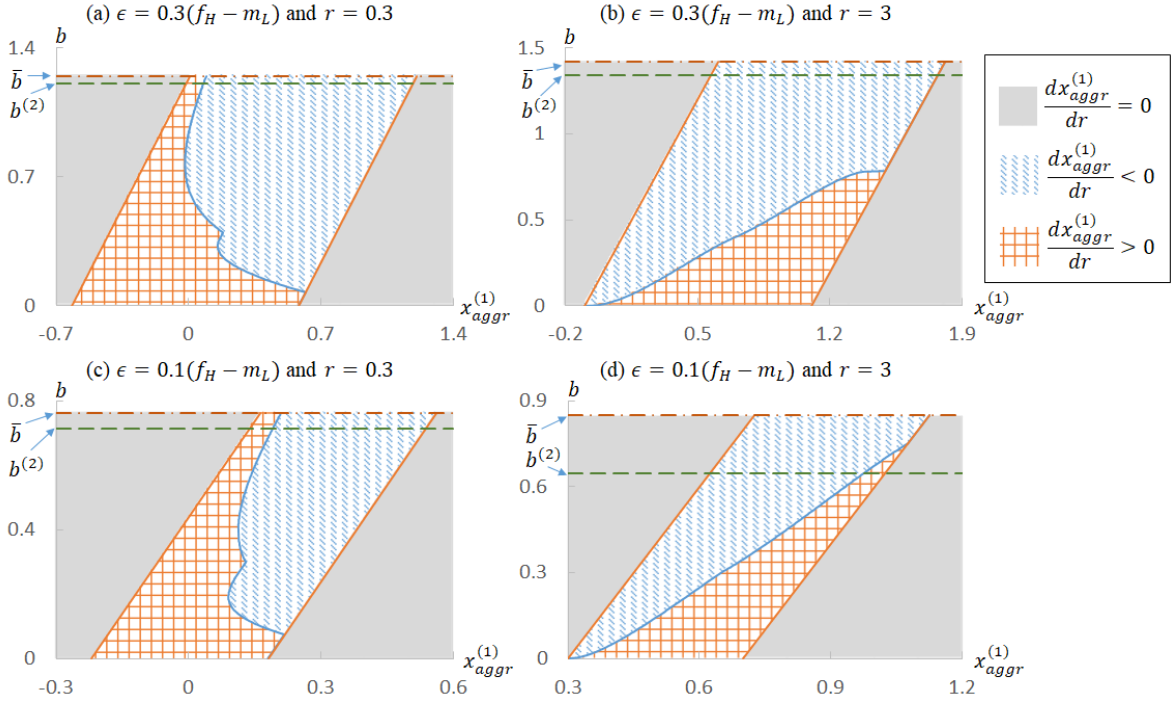 (a) ϵ = 0.3(f_H − m_L) and r = 0.3
b
1.4
b̄
b^(2)
0.7
0
-0.7 0 0.7 1.4
x_aggr^(1)
(b) ϵ = 0.3(f_H − m_L) and r = 3
b
1.5
b̄
b^(2)
1
0.5
0
-0.2 0.5 1.2 1.9
x_aggr^(1)
dx_aggr^(1)/dr = 0
dx_aggr^(1)/dr < 0
dx_aggr^(1)/dr > 0
(c) ϵ = 0.1(f_H − m_L) and r = 0.3
b
0.8
b̄
b^(2)
0.4
0
-0.3 0 0.3 0.6
x_aggr^(1)
(d) ϵ = 0.1(f_H − m_L) and r = 3
b
0.9
b̄
b^(2)
0.6
0.3
0
0.3 0.6 0.9 1.2
x_aggr^(1)